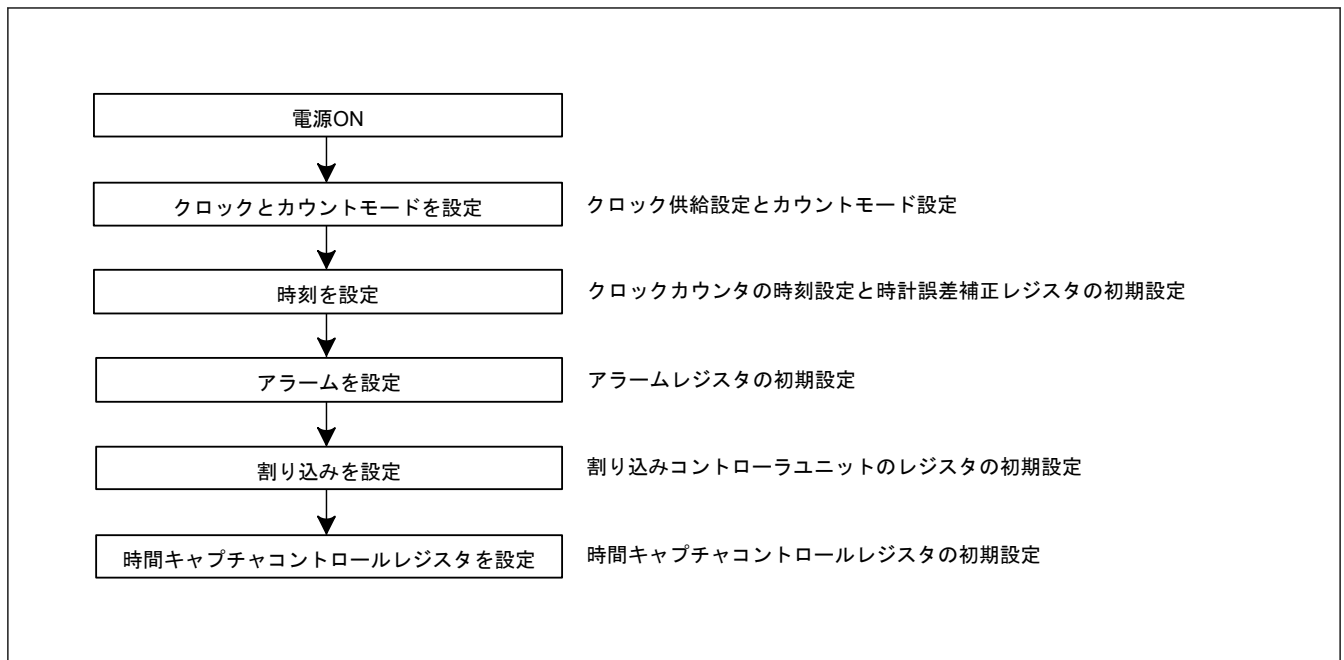 電源ON
クロックとカウントモードを設定
クロック供給設定とカウントモード設定
時刻を設定
クロックカウンタの時刻設定と時計誤差補正レジスタの初期設定
アラームを設定
アラームレジスタの初期設定
割り込みを設定
割り込みコントローラユニットのレジスタの初期設定
時間キャプチャコントロールレジスタを設定
時間キャプチャコントロールレジスタの初期設定